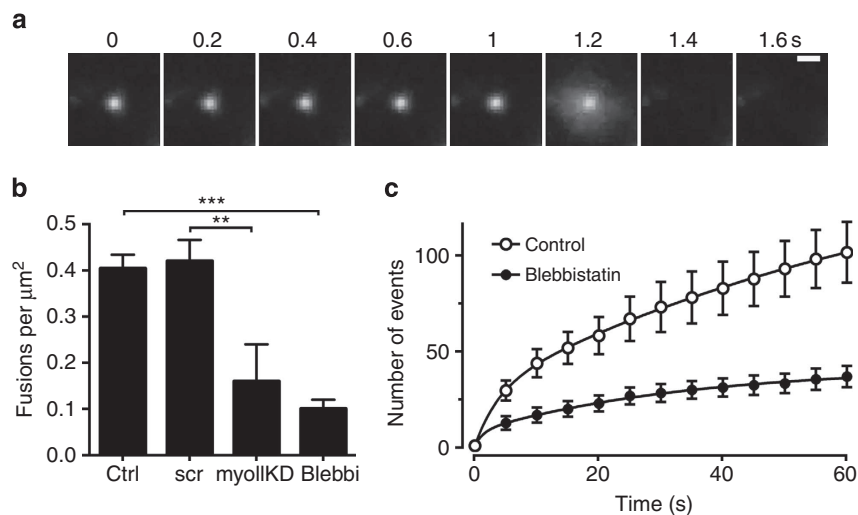 a
0 0.2 0.4 0.6 1 1.2 1.4 1.6 s
b
***
**
0.5
0.4
0.3
0.2
0.1
0.0
Fusions per µm²
Ctrl scr myoIIKD Blebbi
c
Control
Blebbistatin
100
50
0
Number of events
0 20 40 60
Time (s)